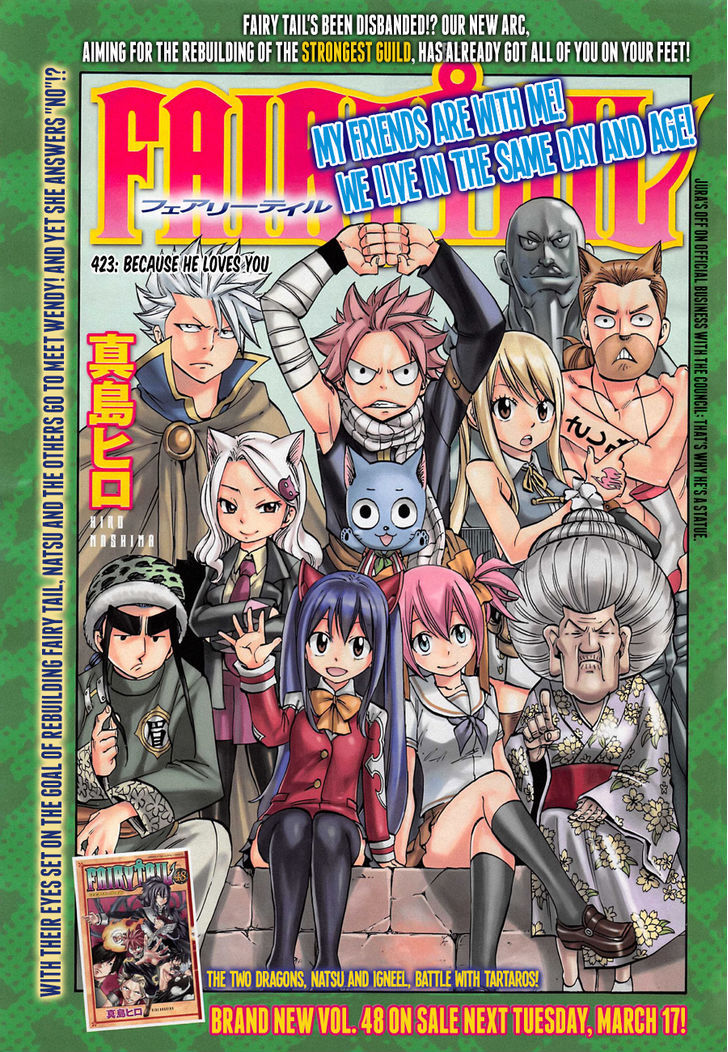 FAIRY TAIL'S BEEN DISBANDED!? OUR NEW ARC,
AIMING FOR THE REBUILDING OF THE STRONGEST GUILD, HAS ALREADY GOT ALL OF YOU ON YOUR FEET!
WITH THEIR EYES SET ON THE GOAL OF REBUILDING FAIRY TAIL, NATSU AND THE OTHERS GO TO MEET WENDY! AND YET SHE ANSWERS "NO"!?
FAIRY TAIL
MY FRIENDS ARE WITH ME!
WE LIVE IN THE SAME DAY AND AGE!
フェアリーテイル
423: BECAUSE HE LOVES YOU
JURA'S OFF ON OFFICIAL BUSINESS WITH THE COUNCIL: THAT'S WHY HE'S A STATUE.
真島ヒロ
HIRO
MASHIMA
眉
FAIRY TAIL 48
真島ヒロ
HIRO MASHIMA
THE TWO DRAGONS, NATSU AND IGNEEL, BATTLE WITH TARTAROS!
BRAND NEW VOL. 48 ON SALE NEXT TUESDAY, MARCH 17!